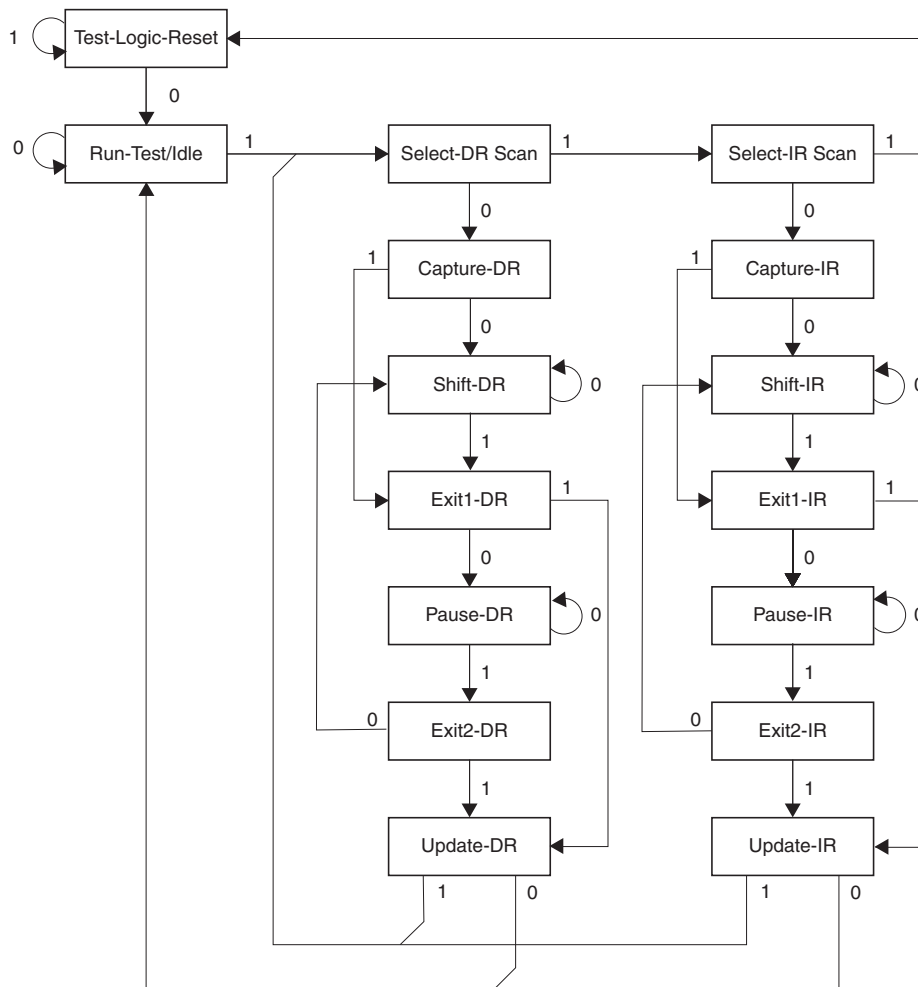 1 Test-Logic-Reset
0
0 Run-Test/Idle 1 Select-DR Scan 1 Select-IR Scan 1
0 0
1 Capture-DR 1 Capture-IR
0 0
Shift-DR 0 Shift-IR 0
1 1
Exit1-DR 1 Exit1-IR 1
0 0
Pause-DR 0 Pause-IR 0
1 1
0 Exit2-DR 0 Exit2-IR
1 1
Update-DR Update-IR
1 0 1 0